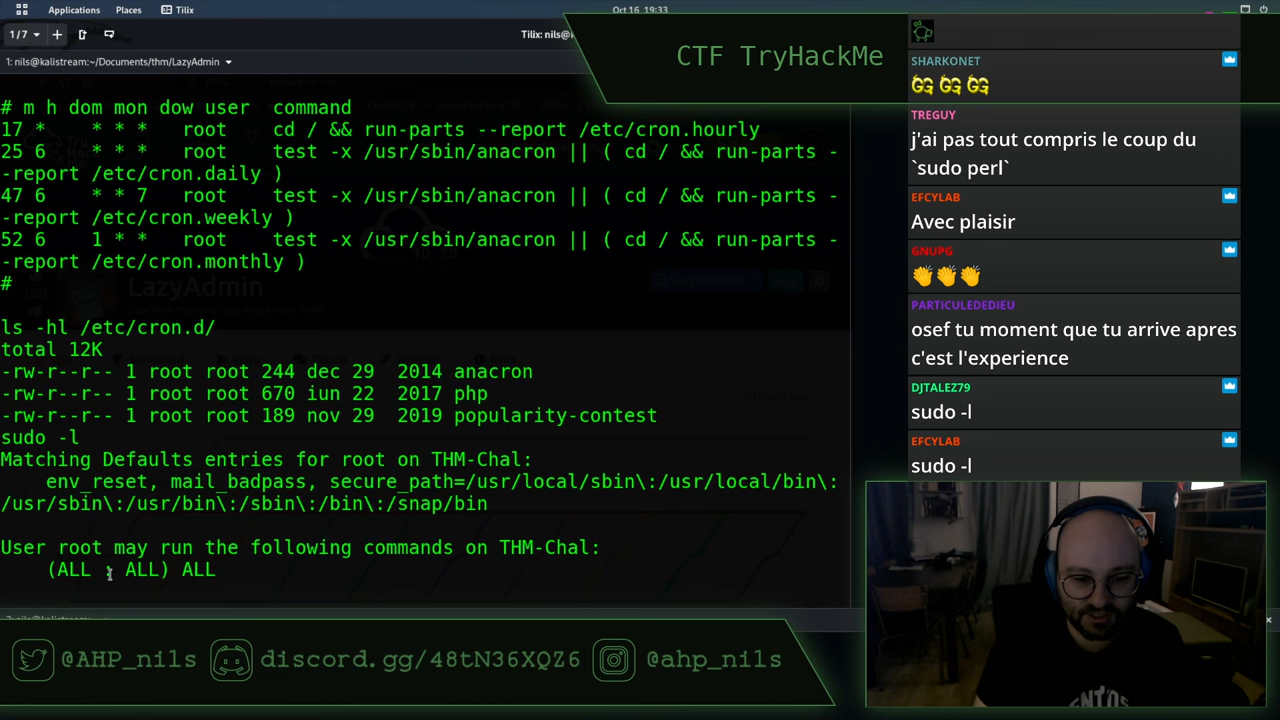 Applications Places Tilix
Oct 16, 19:33
1/7
Tilix: nils@
1: nils@kalistream:~/Documents/thm/LazyAdmin
CTF TryHackMe
# m h dom mon dow user  command
17 *    * * *   root    cd / && run-parts --report /etc/cron.hourly
25 6    * * *   root    test -x /usr/sbin/anacron || ( cd / && run-parts -
-report /etc/cron.daily )
47 6    * * 7   root    test -x /usr/sbin/anacron || ( cd / && run-parts -
-report /etc/cron.weekly )
52 6    1 * *   root    test -x /usr/sbin/anacron || ( cd / && run-parts -
-report /etc/cron.monthly )
#
LazyAdmin
ls -hl /etc/cron.d/
total 12K
-rw-r--r-- 1 root root 244 dec 29  2014 anacron
-rw-r--r-- 1 root root 670 iun 22  2017 php
-rw-r--r-- 1 root root 189 nov 29  2019 popularity-contest
sudo -l
Matching Defaults entries for root on THM-Chal:
env_reset, mail_badpass, secure_path=/usr/local/sbin\:/usr/local/bin\:
/usr/sbin\:/usr/bin\:/sbin\:/bin\:/snap/bin
User root may run the following commands on THM-Chal:
(ALL : ALL) ALL
SHARKONET
GG GG GG
TREGUY
j'ai pas tout compris le coup du
`sudo perl`
EFCYLAB
Avec plaisir
GNUPG
👏👏👏
PARTICULEDEDIEU
osef tu moment que tu arrive apres
c'est l'experience
DJTALEZ79
sudo -l
EFCYLAB
sudo -l
@AHP_nils discord.gg/48tN36XQZ6 @ahp_nils